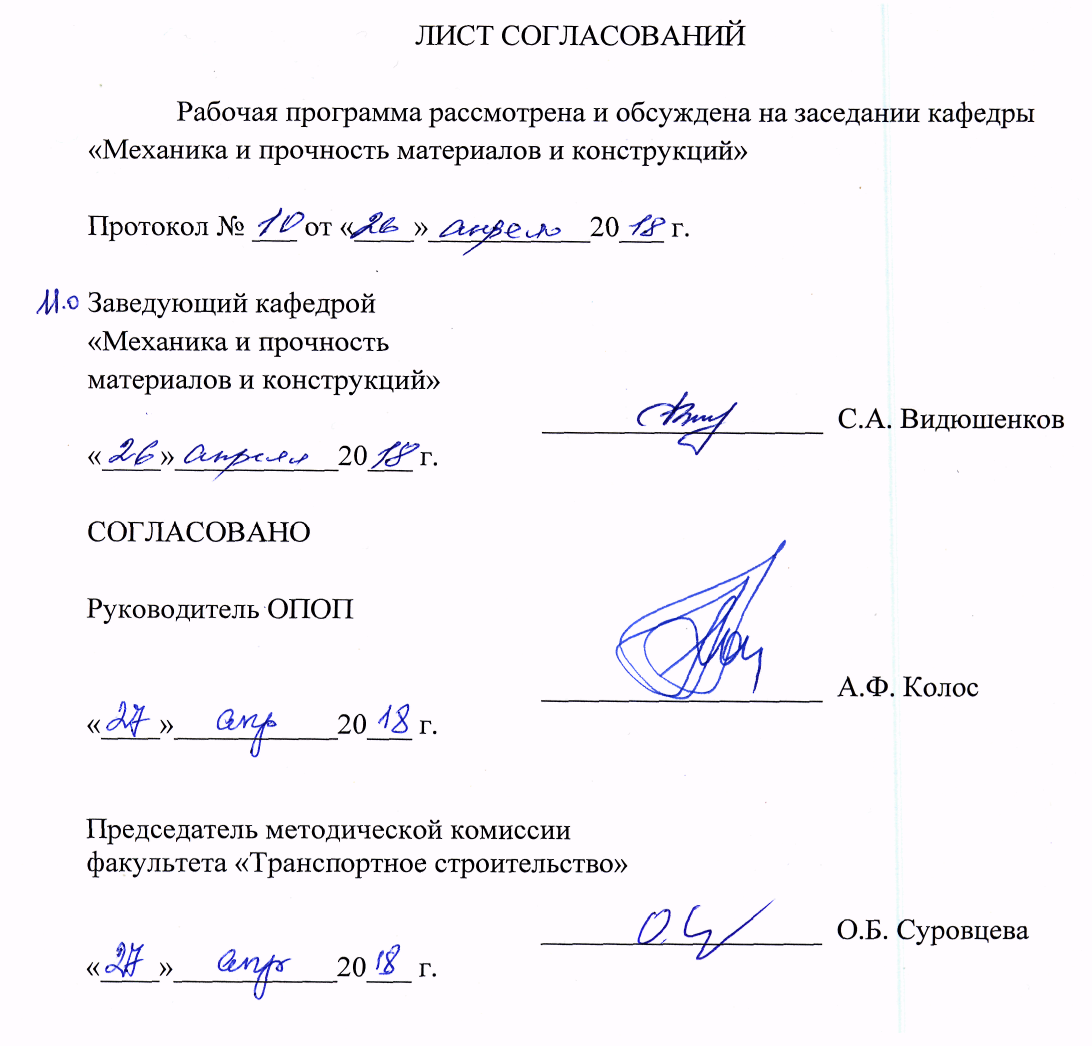 ЛИСТ СОГЛАСОВАНИЙ
Рабочая программа рассмотрена и обсуждена на заседании кафедры
«Механика и прочность материалов и конструкций»
Протокол № 10 от «26» апреля 2018 г.
И.о Заведующий кафедрой
«Механика и прочность
материалов и конструкций»
С.А. Видюшенков
«26» апреля 2018 г.
СОГЛАСОВАНО
Руководитель ОПОП
А.Ф. Колос
«27» апр 2018 г.
Председатель методической комиссии
факультета «Транспортное строительство»
О.Б. Суровцева
«27» апр 2018 г.